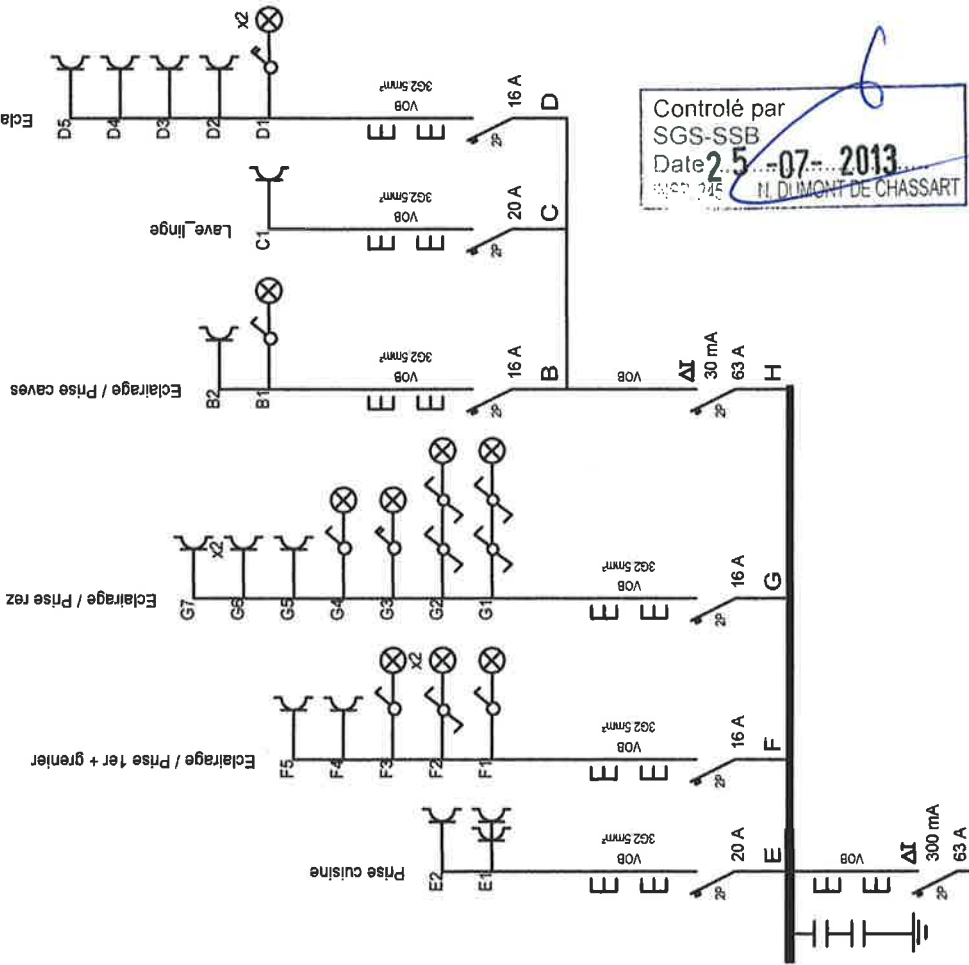 Ecla
x2
D5
D4
D3
D2
D1
VOB
3G2.5mm²
2P
16 A
D
Lave_linge
C1
VOB
3G2.5mm²
2P
20 A
C
Eclairage / Prise caves
B2
B1
VOB
3G2.5mm²
2P
16 A
B
VOB
ΔI
30 mA
63 A
2P
H
Eclairage / Prise rez
G7
x2
G6
G5
G4
G3
G2
G1
VOB
3G2.5mm²
2P
16 A
G
Eclairage / Prise 1er + grenier
F5
F4
F3
x2
F2
F1
VOB
3G2.5mm²
2P
16 A
F
Prise cuisine
E2
E1
VOB
3G2.5mm²
2P
20 A
E
VOB
ΔI
300 mA
63 A
2P
Controlé par
SGS-SSB
Date 25 -07- 2013
245 N. DUMONT DE CHASSART